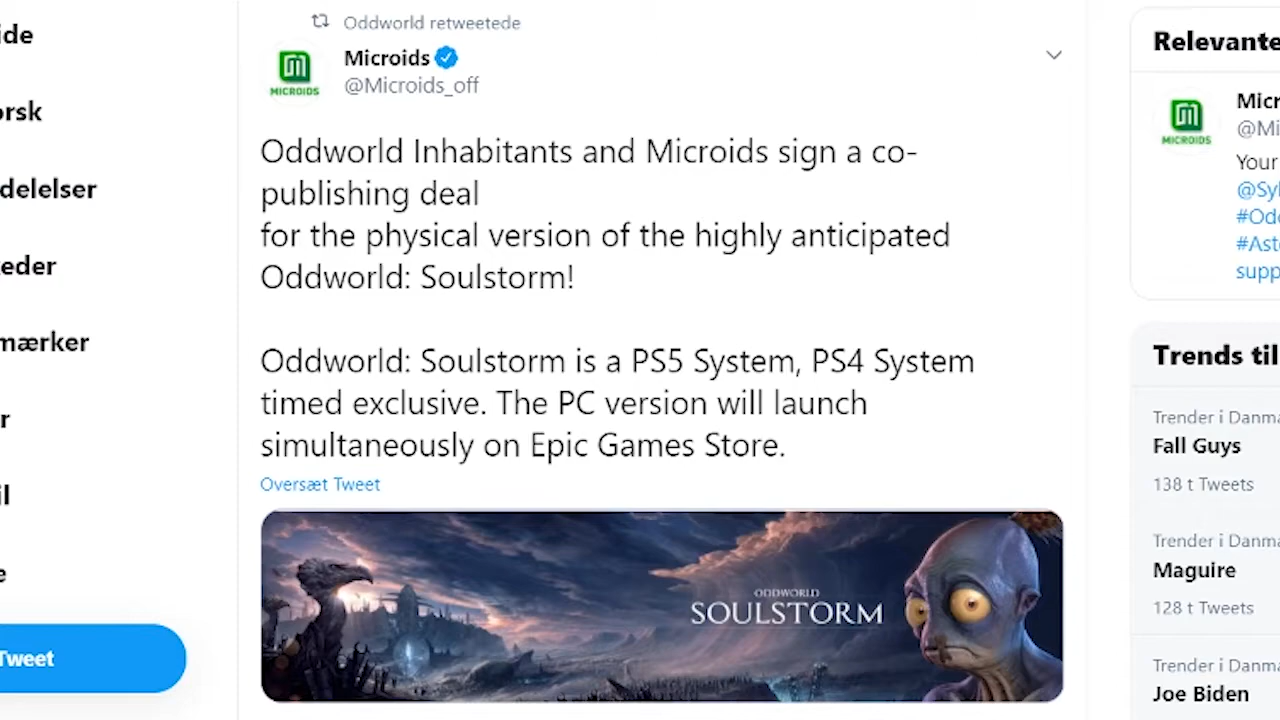 ide
orsk
delelser
eder
mærker
r
il
e
Tweet
Oddworld retweetede
Microids
@Microids_off
MICROIDS
Oddworld Inhabitants and Microids sign a co-
publishing deal
for the physical version of the highly anticipated
Oddworld: Soulstorm!
Oddworld: Soulstorm is a PS5 System, PS4 System
timed exclusive. The PC version will launch
simultaneously on Epic Games Store.
Oversæt Tweet
ODDWORLD
SOULSTORM
Relevante
Micr
@Mi
MICROIDS
Your
@Syl
#Odd
#Aste
supp
Trends til
Trender i Danma
Fall Guys
138 t Tweets
Trender i Danma
Maguire
128 t Tweets
Trender i Danma
Joe Biden